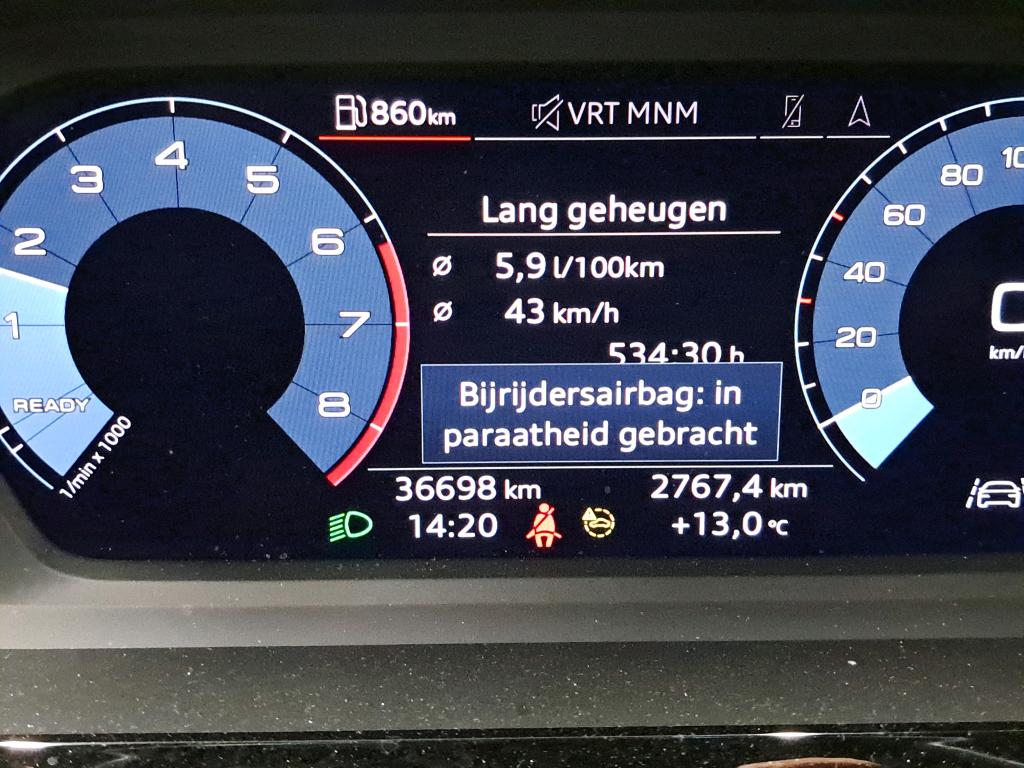 860km VRT MNM
Lang geheugen
ø 5,9 l/100km
ø 43 km/h
534:30 h
Bijrijdersairbag: in
paraatheid gebracht
36698 km 2767,4 km
14:20 +13,0°C
READY 1 2 3 4 5 6 7 8
1/min x 1000
0 20 40 60 80